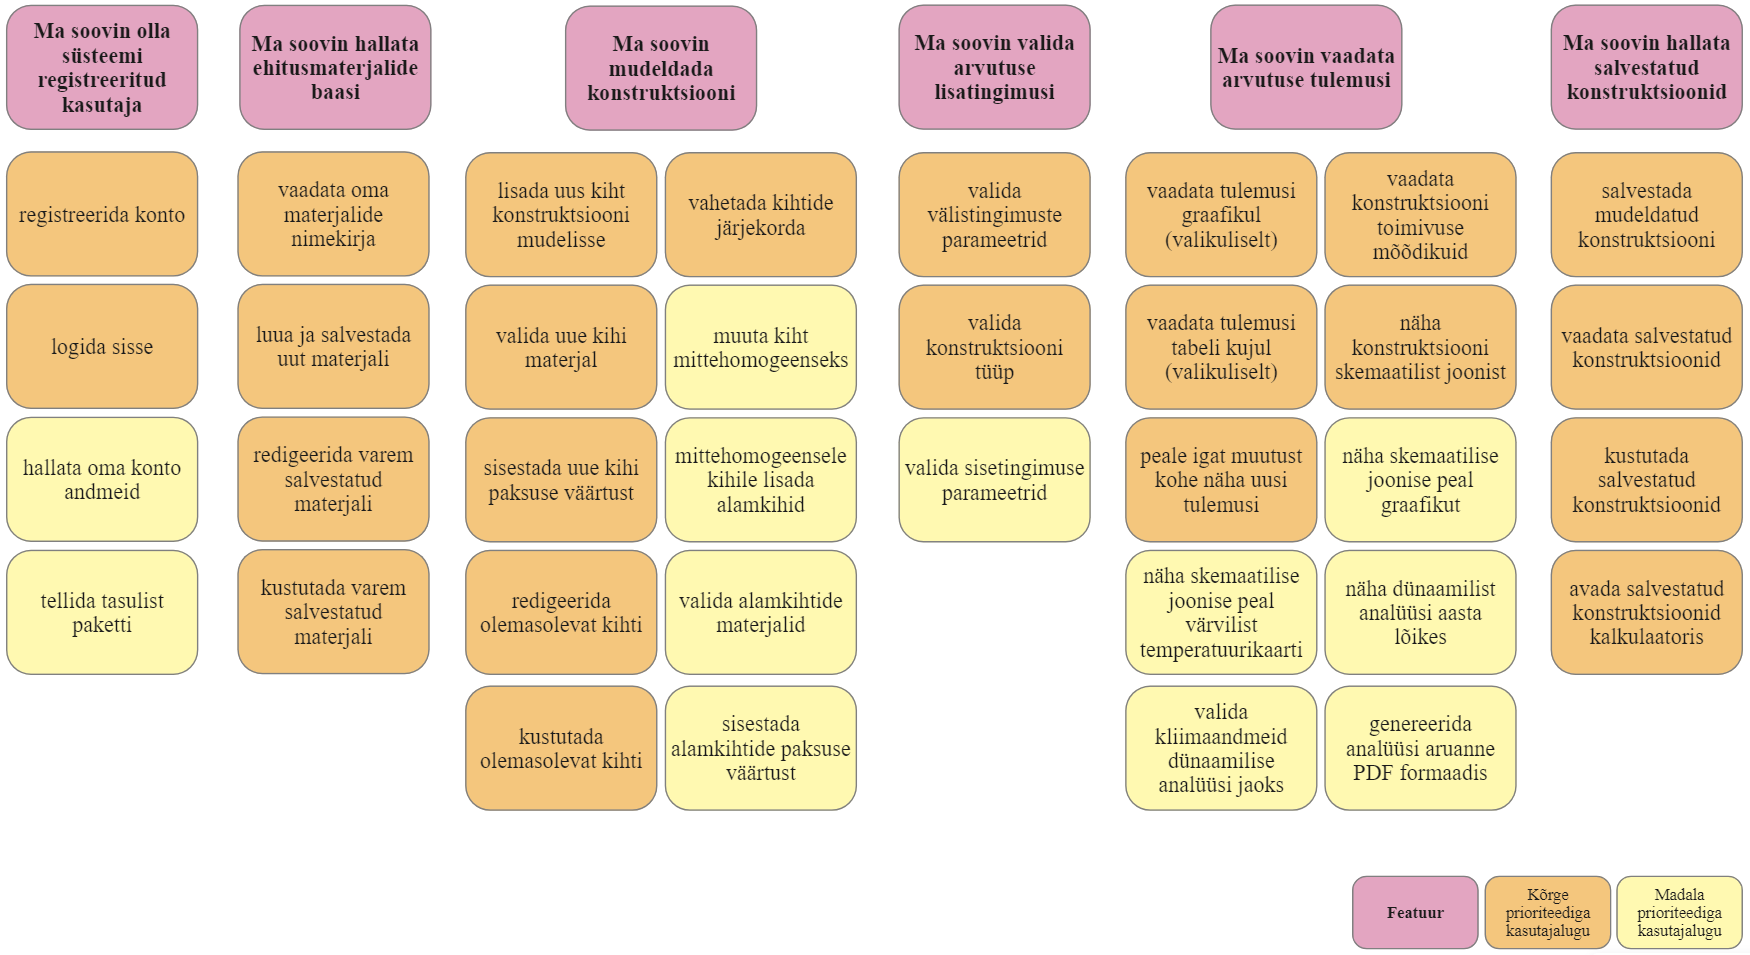 Ma soovin olla
süsteemi
registreeritud
kasutaja
Ma soovin hallata
ehitusmaterjalide
baasi
Ma soovin
mudeldada
konstruktsiooni
Ma soovin valida
arvutuse
lisatingimusi
Ma soovin vaadata
arvutuse tulemusi
Ma soovin hallata
salvestatud
konstruktsioonid
registreerida konto
logida sisse
hallata oma konto
andmeid
tellida tasulist
paketti
vaadata oma
materjalide
nimekirja
luua ja salvestada
uut materjali
redigeerida varem
salvestatud
materjali
kustutada varem
salvestatud
materjali
lisada uus kiht
konstruktsiooni
mudelisse
valida uue kihi
materjal
sisestada uue kihi
paksuse väärtust
redigeerida
olemasolevat kihti
kustutada
olemasolevat kihti
vahetada kihtide
järjekorda
muuta kiht
mittehomogeenseks
mittehomogeensele
kihile lisada
alamkihid
valida alamkihtide
materjalid
sisestada
alamkihtide paksuse
väärtust
valida
välistingimuste
parameetrid
valida
konstruktsiooni
tüüp
valida sisetingimuse
parameetrid
vaadata tulemusi
graafikul
(valikuliselt)
vaadata tulemusi
tabeli kujul
(valikuliselt)
peale igat muutust
kohe näha uusi
tulemusi
näha skemaatilise
joonise peal
värvilist
temperatuurikaarti
valida
kliimaandmeid
dünaamilise
analüüsi jaoks
vaadata
konstruktsiooni
toimivuse
mõõdikuid
näha
konstruktsiooni
skemaatilist joonist
näha skemaatilise
joonise peal
graafikut
näha dünaamilist
analüüsi aasta
lõikes
genereerida
analüüsi aruanne
PDF formaadis
salvestada
mudeldatud
konstruktsiooni
vaadata salvestatud
konstruktsioonid
kustutada
salvestatud
konstruktsioonid
avada salvestatud
konstruktsioonid
kalkulaatoris
Featuur
Kõrge
prioriteediga
kasutajalugu
Madala
prioriteediga
kasutajalugu